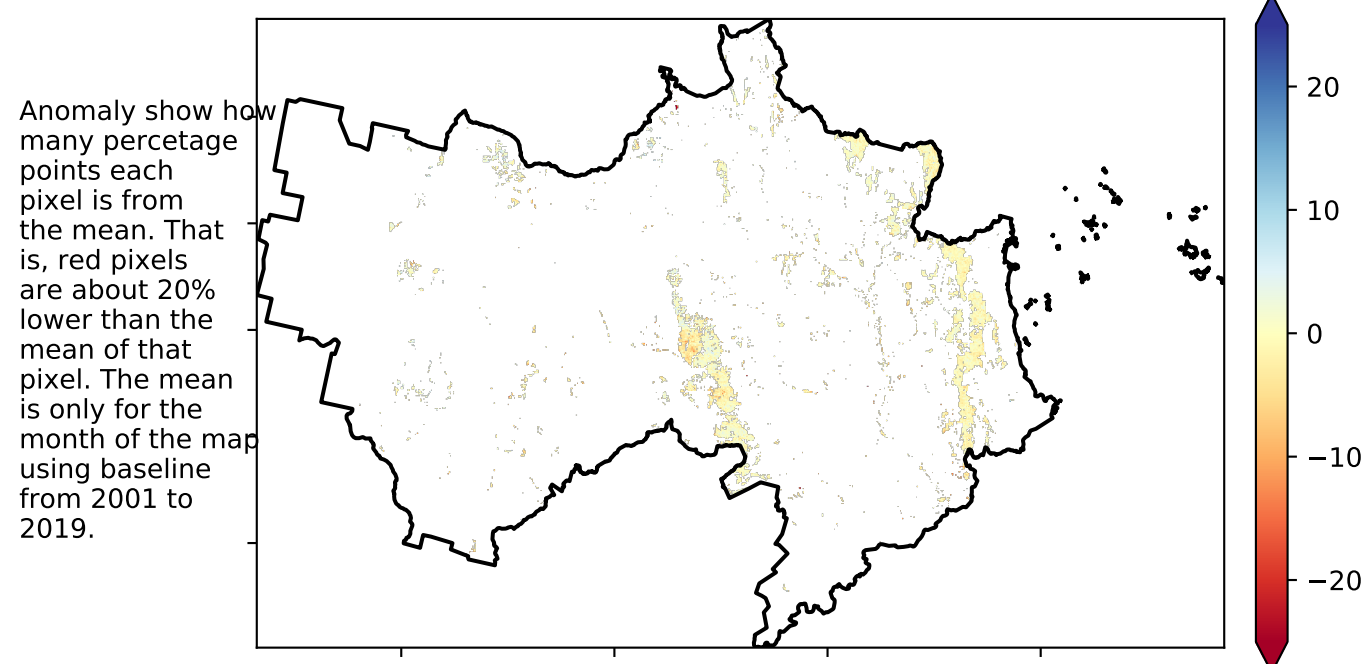 Anomaly show how
many percetage
points each
pixel is from
the mean. That
is, red pixels
are about 20%
lower than the
mean of that
pixel. The mean
is only for the
month of the map
using baseline
from 2001 to
2019.
20
10
0
−10
−20